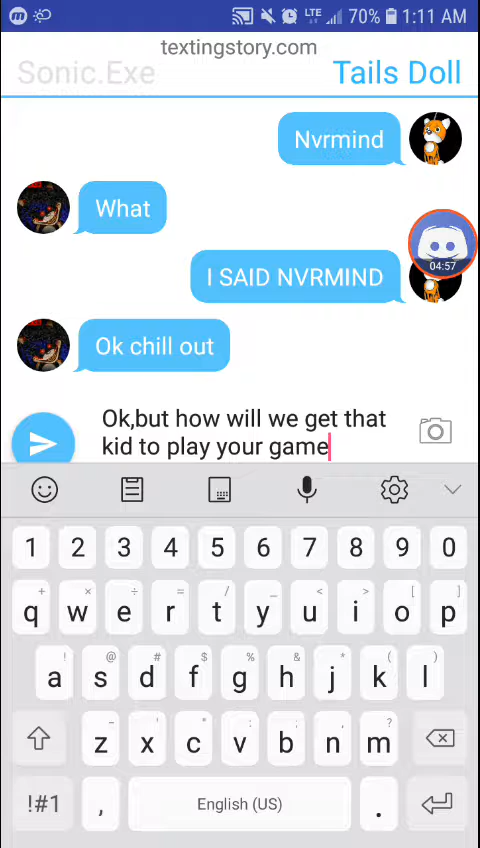 LTE 70% 1:11 AM
textingstory.com
Sonic.Exe Tails Doll
Nvrmind
What
04:57
I SAID NVRMIND
Ok chill out
Ok,but how will we get that
kid to play your game
1 2 3 4 5 6 7 8 9 0
+ × ÷ = / _ < > [ ]
q w e r t y u i o p
! @ # $ % & * ( )
a s d f g h j k l
- ' " : ; , ?
z x c v b n m
!#1 , English (US) .